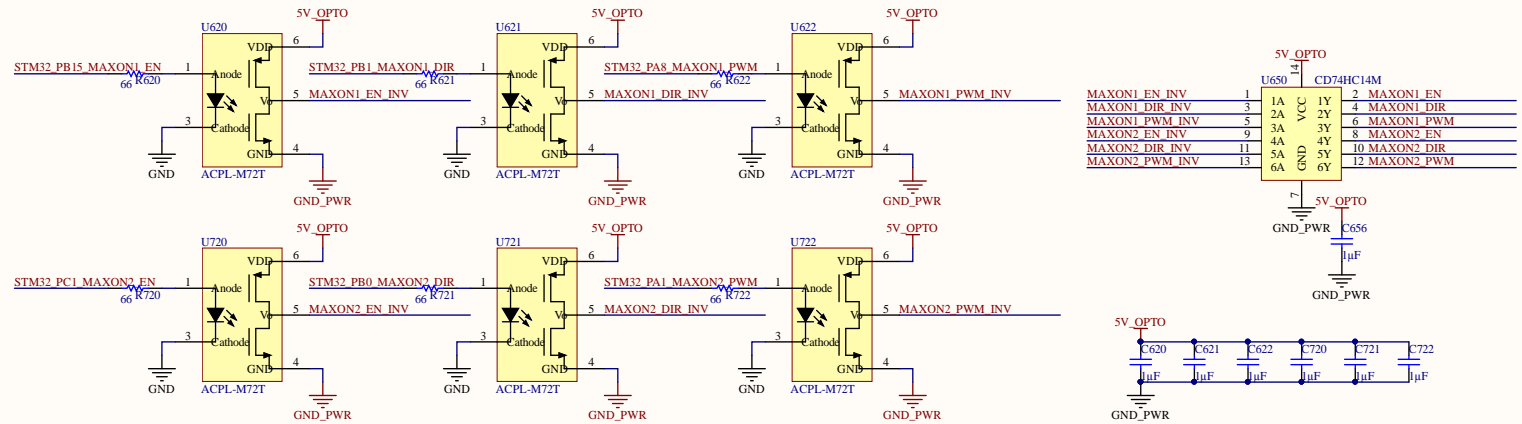 U620
5V_OPTO
VDD
6
STM32_PB15_MAXON1_EN
66 R620
1
Anode
Vo
5
MAXON1_EN_INV
3
Cathode
GND
4
GND
ACPL-M72T
GND_PWR
U621
5V_OPTO
VDD
6
STM32_PB1_MAXON1_DIR
66 R621
1
Anode
Vo
5
MAXON1_DIR_INV
3
Cathode
GND
4
GND
ACPL-M72T
GND_PWR
U622
5V_OPTO
VDD
6
STM32_PA8_MAXON1_PWM
66 R622
1
Anode
Vo
5
MAXON1_PWM_INV
3
Cathode
GND
4
GND
ACPL-M72T
GND_PWR
5V_OPTO
14
U650 CD74HC14M
MAXON1_EN_INV 1 1A 1Y 2 MAXON1_EN
MAXON1_DIR_INV 3 2A 2Y 4 MAXON1_DIR
MAXON1_PWM_INV 5 3A 3Y 6 MAXON1_PWM
MAXON2_EN_INV 9 4A 4Y 8 MAXON2_EN
MAXON2_DIR_INV 11 5A 5Y 10 MAXON2_DIR
MAXON2_PWM_INV 13 6A 6Y 12 MAXON2_PWM
VCC
GND
7
GND_PWR
5V_OPTO
C656
1µF
GND_PWR
U720
5V_OPTO
VDD
6
STM32_PC1_MAXON2_EN
66 R720
1
Anode
Vo
5
MAXON2_EN_INV
3
Cathode
GND
4
GND
ACPL-M72T
GND_PWR
U721
5V_OPTO
VDD
6
STM32_PB0_MAXON2_DIR
66 R721
1
Anode
Vo
5
MAXON2_DIR_INV
3
Cathode
GND
4
GND
ACPL-M72T
GND_PWR
U722
5V_OPTO
VDD
6
STM32_PA1_MAXON2_PWM
66 R722
1
Anode
Vo
5
MAXON2_PWM_INV
3
Cathode
GND
4
GND
ACPL-M72T
GND_PWR
5V_OPTO
C620 C621 C622 C720 C721 C722
1µF 1µF 1µF 1µF 1µF 1µF
GND_PWR